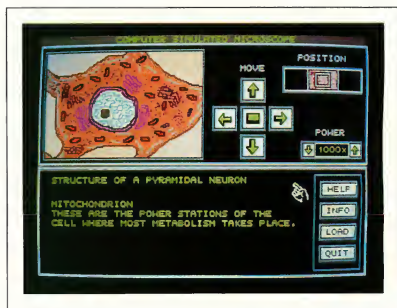 COMPUTER SIMULATED MICROSCOPE
MOVE
POSITION
POWER
1000x
STRUCTURE OF A PYRAMIDAL NEURON
MITOCHONDRION
THESE ARE THE POWER STATIONS OF THE
CELL WHERE MOST METABOLISM TAKES PLACE.
HELP
INFO
LOAD
QUIT